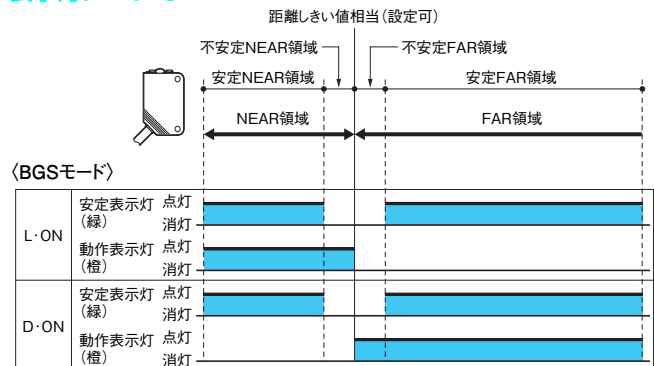 距離しきい値相当(設定可)
不安定NEAR領域
不安定FAR領域
安定NEAR領域
安定FAR領域
NEAR領域
FAR領域
〈BGSモード〉
L・ON
安定表示灯
(緑)
点灯
消灯
動作表示灯
(橙)
点灯
消灯
D・ON
安定表示灯
(緑)
点灯
消灯
動作表示灯
(橙)
点灯
消灯